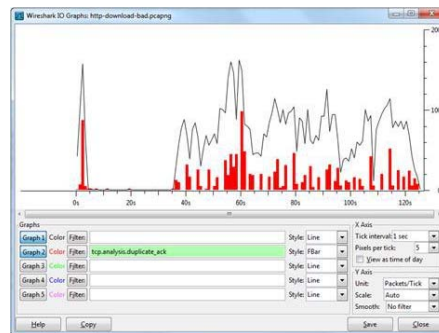 Wireshark IO Graphs: http-download-bad.pcapng
200
100
0
0s 20s 40s 60s 80s 100s 120s
Graphs
Graph 1 Color Filter: Style: Line
Graph 2 Color Filter: tcp.analysis.duplicate_ack Style: FBar
Graph 3 Color Filter: Style: Line
Graph 4 Color Filter: Style: Line
Graph 5 Color Filter: Style: Line
X Axis
Tick interval: 1 sec
Pixels per tick: 5
View as time of day
Y Axis
Unit: Packets/Tick
Scale: Auto
Smooth: No filter
Help Copy Save Close